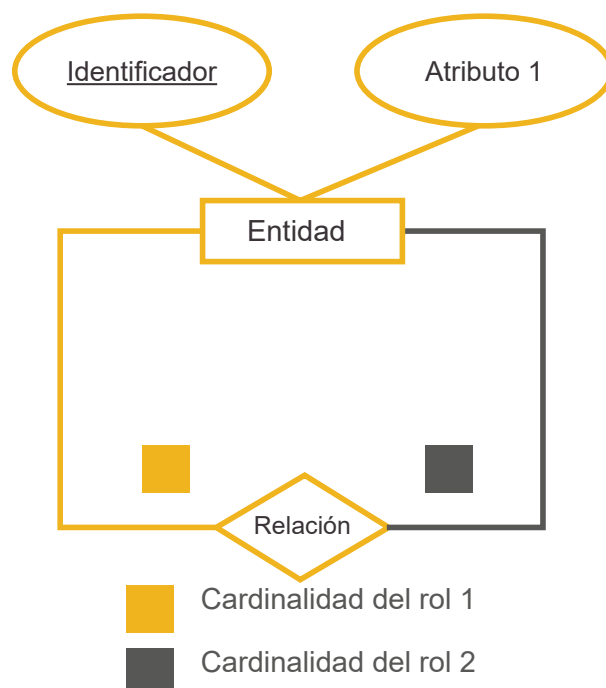 Identificador
Atributo 1
Entidad
Relación
Cardinalidad del rol 1
Cardinalidad del rol 2